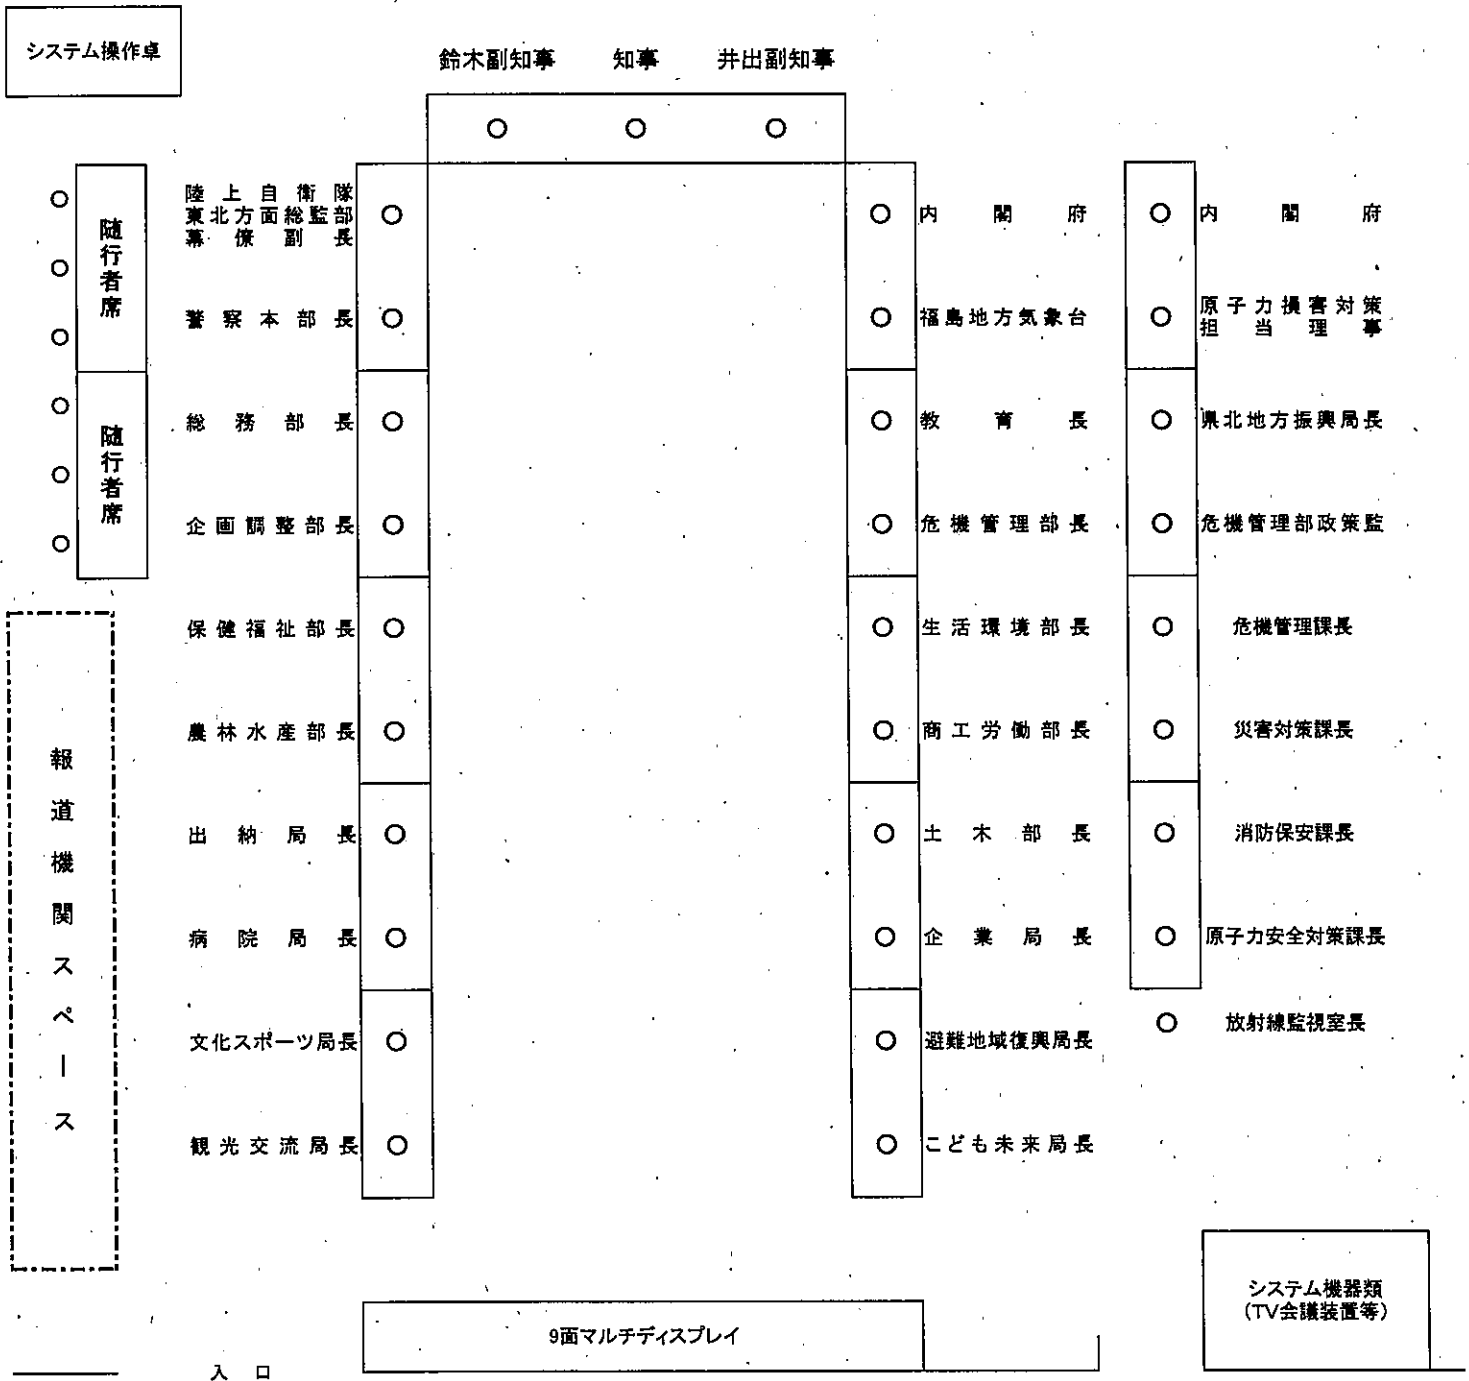 システム操作卓
鈴木副知事 知事 井出副知事
随行者席
随行者席
陸上自衛隊
東北方面総監部
幕僚副長
警察本部長
総務部長
企画調整部長
保健福祉部長
農林水産部長
出納局長
病院局長
文化スポーツ局長
観光交流局長
内閣府
福島地方気象台
教育長
危機管理部長
生活環境部長
商工労働部長
土木部長
企業局長
避難地域復興局長
こども未来局長
内閣府
原子力損害対策
担当理事
県北地方振興局長
危機管理部政策監
危機管理課長
災害対策課長
消防保安課長
原子力安全対策課長
放射線監視室長
報道機関スペース
システム機器類
(TV会議装置等)
9面マルチディスプレイ
入口